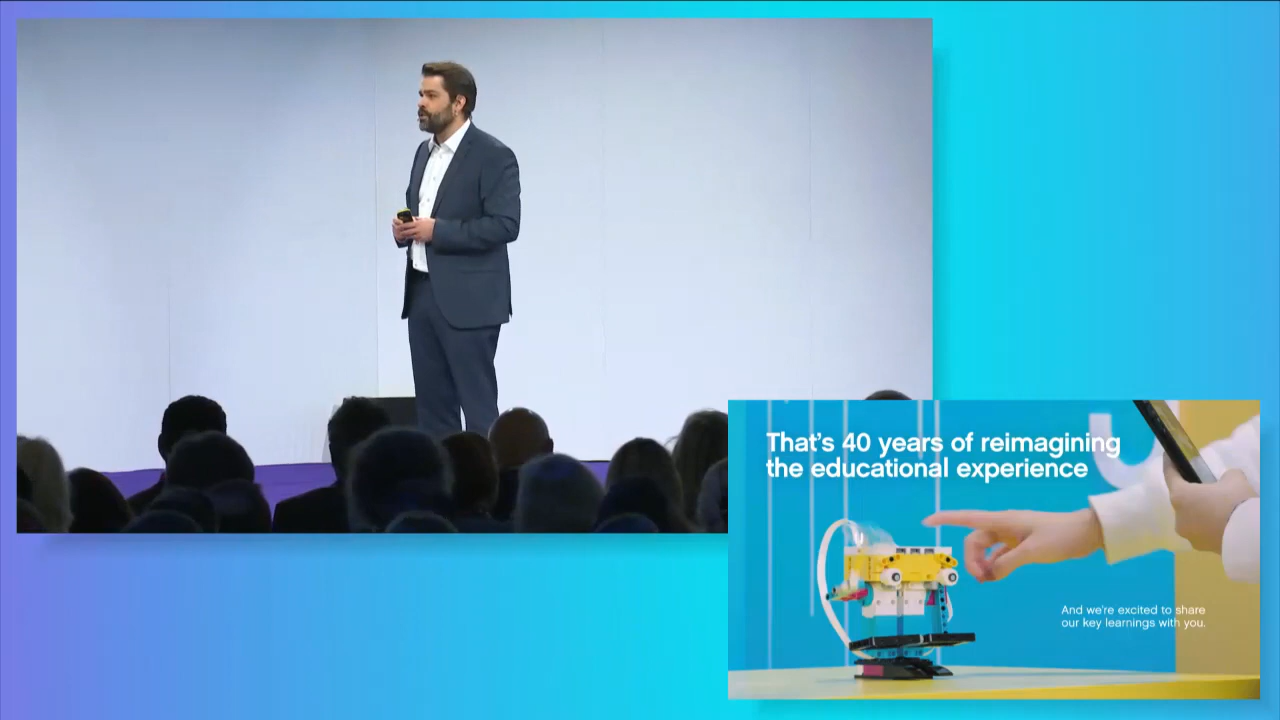 That's 40 years of reimagining
the educational experience
And we're excited to share
our key learnings with you.